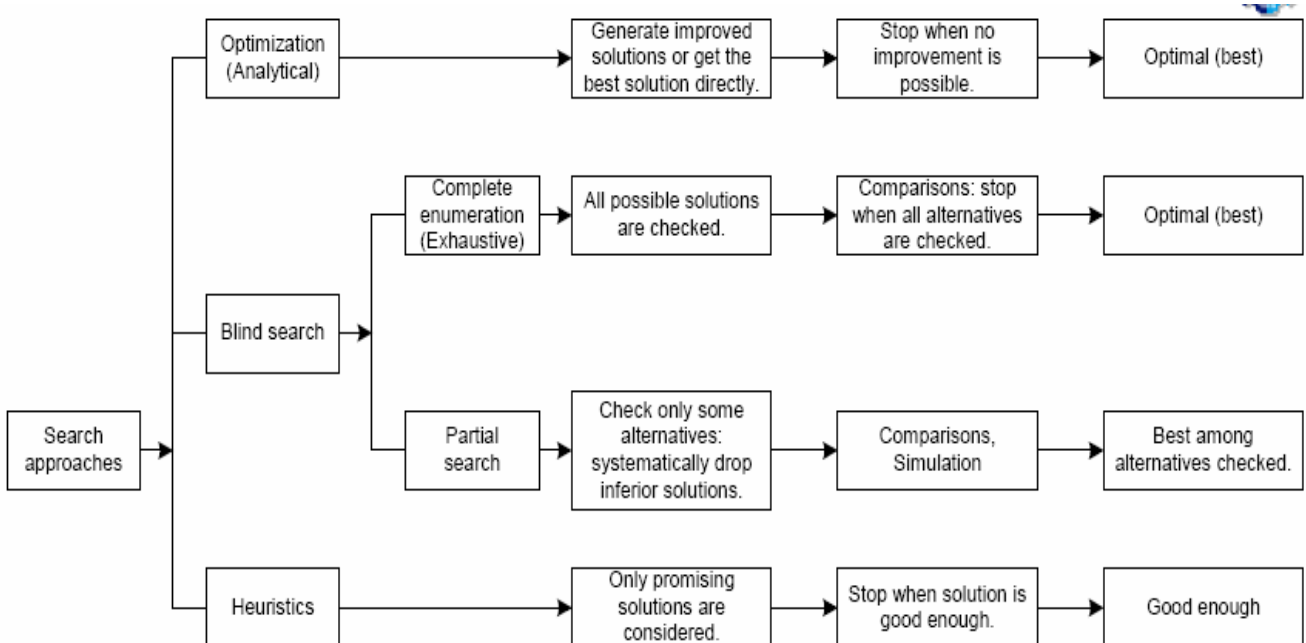 Optimization
(Analytical)
Generate improved
solutions or get the
best solution directly.
Stop when no
improvement is
possible.
Optimal (best)
Complete
enumeration
(Exhaustive)
All possible solutions
are checked.
Comparisons: stop
when all alternatives
are checked.
Optimal (best)
Blind search
Search
approaches
Partial
search
Check only some
alternatives:
systematically drop
inferior solutions.
Comparisons,
Simulation
Best among
alternatives checked.
Heuristics
Only promising
solutions are
considered.
Stop when solution is
good enough.
Good enough